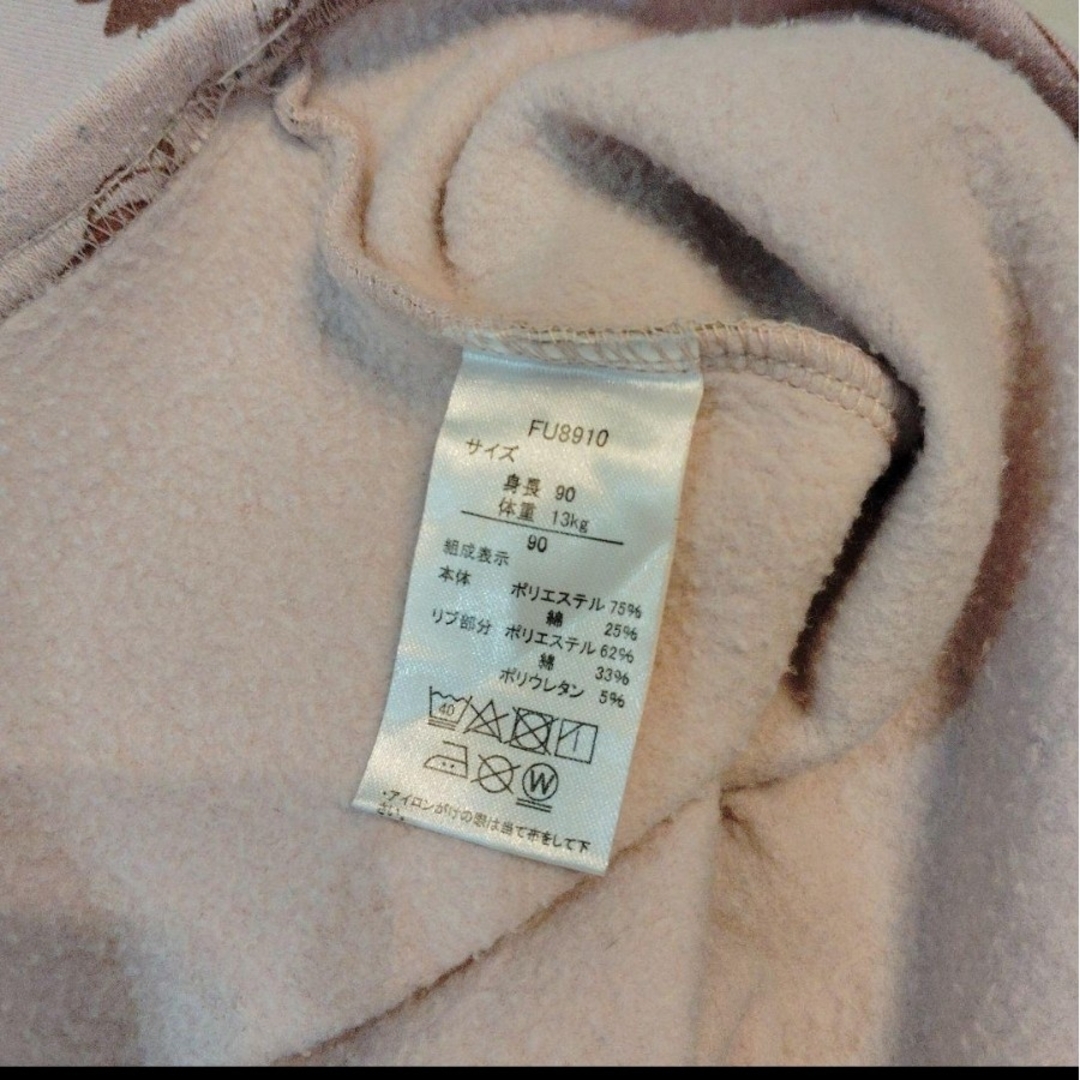 FU8910
サイズ
身長 90
体重 13kg
90
組成表示
本体 ポリエステル 75%
綿 25%
リブ部分 ポリエステル 62%
綿 33%
ポリウレタン 5%
40
W
・アイロンがけの際は当て布をして下
さい。